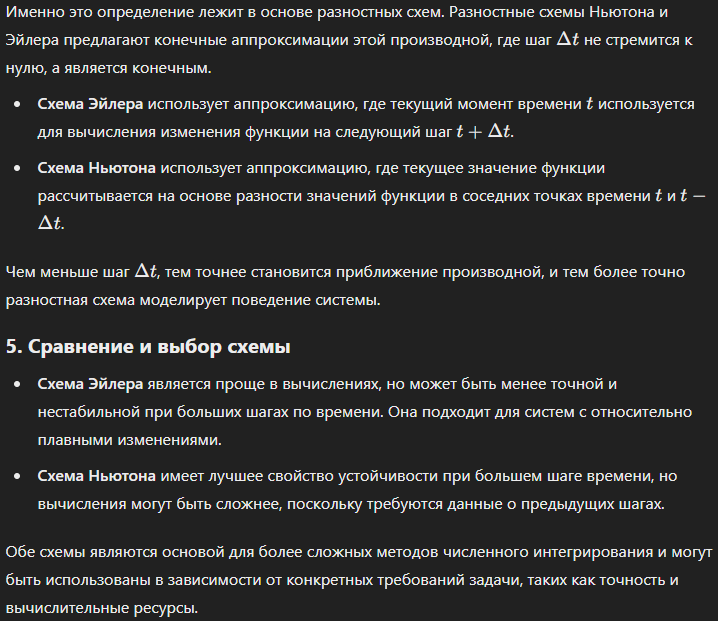 Именно это определение лежит в основе разностных схем. Разностные схемы Ньютона и
Эйлера предлагают конечные аппроксимации этой производной, где шаг Δt не стремится к
нулю, а является конечным.
• Схема Эйлера использует аппроксимацию, где текущий момент времени t используется
для вычисления изменения функции на следующий шаг t + Δt.
• Схема Ньютона использует аппроксимацию, где текущее значение функции
рассчитывается на основе разности значений функции в соседних точках времени t и t −
Δt.
Чем меньше шаг Δt, тем точнее становится приближение производной, и тем более точно
разностная схема моделирует поведение системы.
5. Сравнение и выбор схемы
• Схема Эйлера является проще в вычислениях, но может быть менее точной и
нестабильной при больших шагах по времени. Она подходит для систем с относительно
плавными изменениями.
• Схема Ньютона имеет лучшее свойство устойчивости при большем шаге времени, но
вычисления могут быть сложнее, поскольку требуются данные о предыдущих шагах.
Обе схемы являются основой для более сложных методов численного интегрирования и могут
быть использованы в зависимости от конкретных требований задачи, таких как точность и
вычислительные ресурсы.